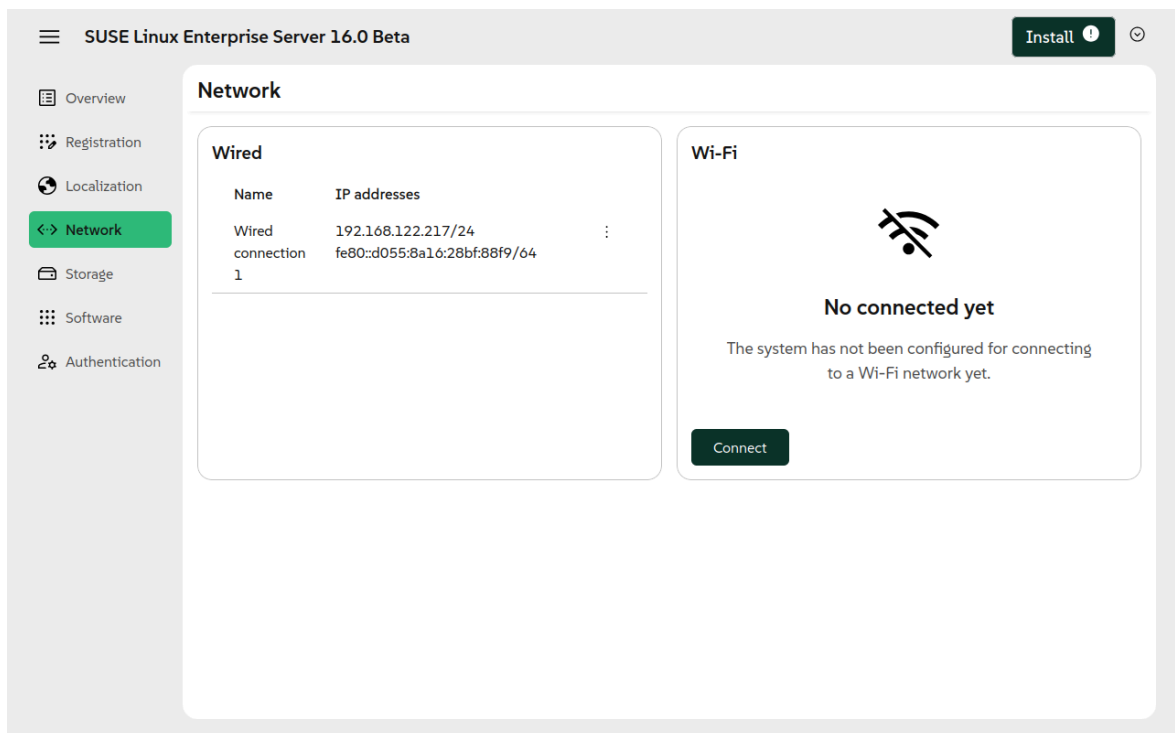 SUSE Linux Enterprise Server 16.0 Beta
Install !
Overview
Registration
Localization
Network
Storage
Software
Authentication
Network
Wired
Name IP addresses
Wired 192.168.122.217/24
connection fe80::d055:8a16:28bf:88f9/64
1
Wi-Fi
No connected yet
The system has not been configured for connecting
to a Wi-Fi network yet.
Connect